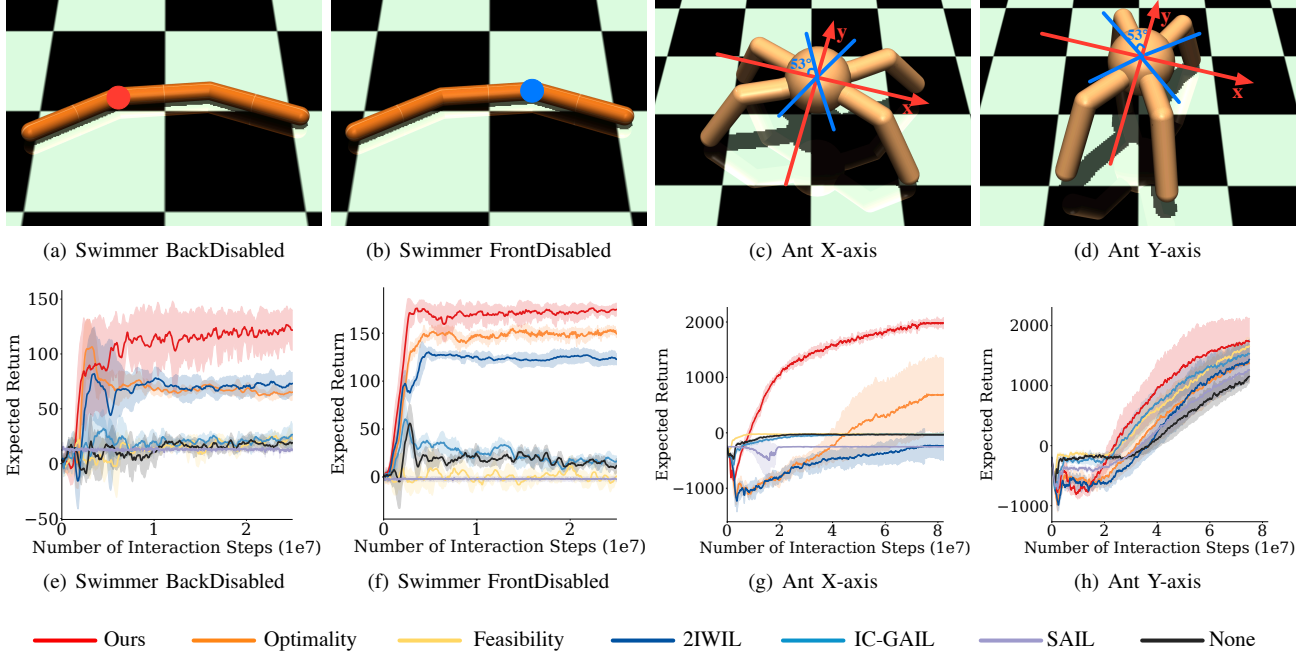 y
53°
x
y
53°
x
(a) Swimmer BackDisabled
(b) Swimmer FrontDisabled
(c) Ant X-axis
(d) Ant Y-axis
Expected Return
150
100
50
0
−50
0
1
2
Number of Interaction Steps (1e7)
Expected Return
150
100
50
0
0
1
2
Number of Interaction Steps (1e7)
Expected Return
2000
1000
0
−1000
0
2
4
6
8
Number of Interaction Steps (1e7)
Expected Return
2000
1000
0
−1000
0
2
4
6
8
Number of Interaction Steps (1e7)
(e) Swimmer BackDisabled
(f) Swimmer FrontDisabled
(g) Ant X-axis
(h) Ant Y-axis
Ours
Optimality
Feasibility
2IWIL
IC-GAIL
SAIL
None